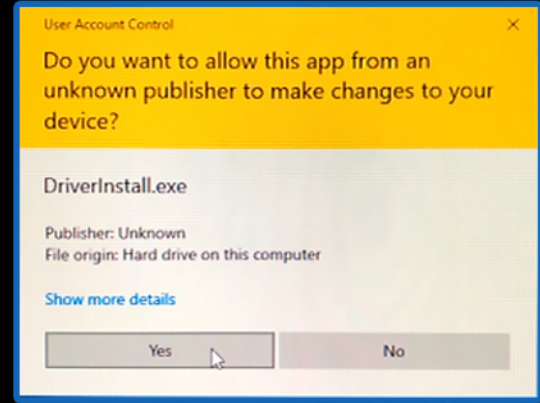 User Account Control
Do you want to allow this app from an
unknown publisher to make changes to your
device?
DriverInstall.exe
Publisher: Unknown
File origin: Hard drive on this computer
Show more details
Yes
No